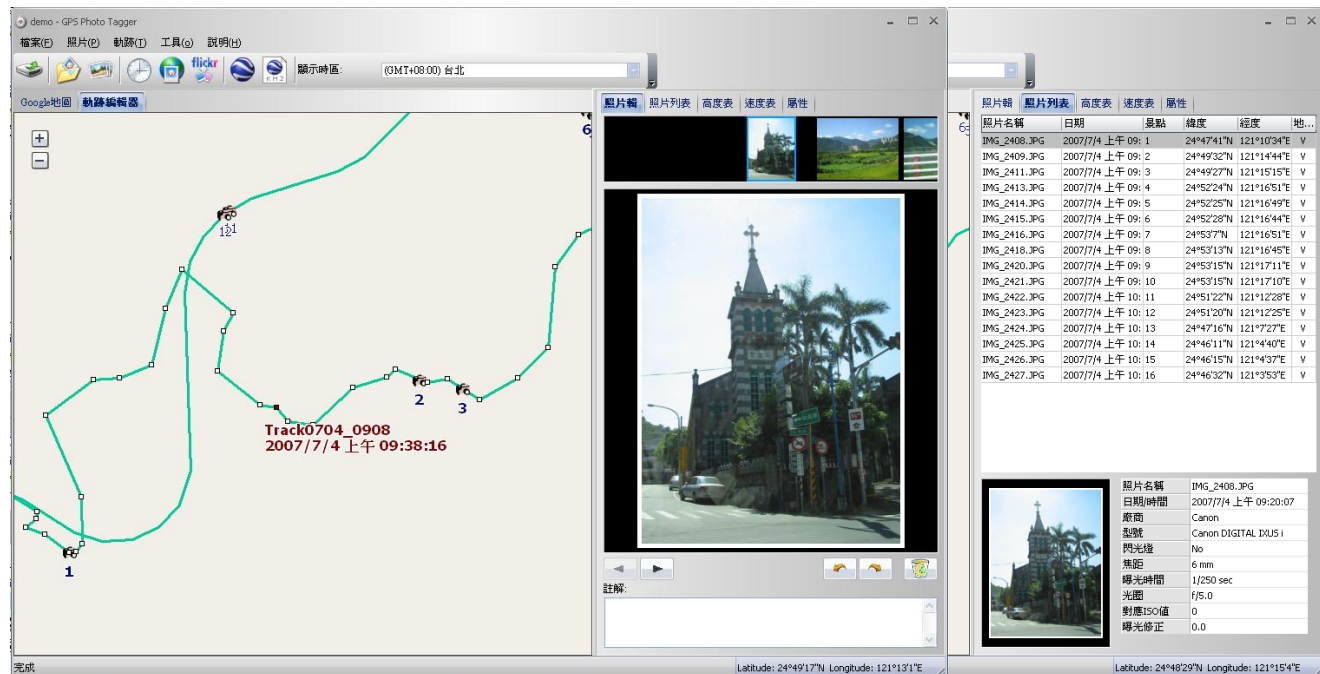 demo - GPS Photo Tagger
檔案(F) 照片(P) 軌跡(T) 工具(o) 說明(H)
flickr
KMZ
顯示時區: (GMT+08:00) 台北
Google地圖 軌跡編輯器
照片輯 照片列表 高度表 速度表 屬性
6
11
12
2
3
Track0704_0908
2007/7/4 上午 09:38:16
1
註解:
完成
Latitude: 24°49'17"N Longitude: 121°13'1"E
照片輯 照片列表 高度表 速度表 屬性
照片名稱 日期 景點 緯度 經度 地...
IMG_2408.JPG 2007/7/4 上午 09: 1 24°47'41"N 121°10'34"E V
IMG_2409.JPG 2007/7/4 上午 09: 2 24°49'32"N 121°14'44"E V
IMG_2411.JPG 2007/7/4 上午 09: 3 24°49'27"N 121°15'15"E V
IMG_2413.JPG 2007/7/4 上午 09: 4 24°52'24"N 121°16'51"E V
IMG_2414.JPG 2007/7/4 上午 09: 5 24°52'25"N 121°16'49"E V
IMG_2415.JPG 2007/7/4 上午 09: 6 24°52'28"N 121°16'44"E V
IMG_2416.JPG 2007/7/4 上午 09: 7 24°53'7"N 121°16'51"E V
IMG_2418.JPG 2007/7/4 上午 09: 8 24°53'13"N 121°16'45"E V
IMG_2420.JPG 2007/7/4 上午 09: 9 24°53'15"N 121°17'11"E V
IMG_2421.JPG 2007/7/4 上午 09: 10 24°53'15"N 121°17'10"E V
IMG_2422.JPG 2007/7/4 上午 10: 11 24°51'22"N 121°12'28"E V
IMG_2423.JPG 2007/7/4 上午 10: 12 24°51'20"N 121°12'25"E V
IMG_2424.JPG 2007/7/4 上午 10: 13 24°47'16"N 121°7'27"E V
IMG_2425.JPG 2007/7/4 上午 10: 14 24°46'11"N 121°4'40"E V
IMG_2426.JPG 2007/7/4 上午 10: 15 24°46'15"N 121°4'37"E V
IMG_2427.JPG 2007/7/4 上午 10: 16 24°46'32"N 121°3'53"E V
照片名稱 IMG_2408.JPG
日期/時間 2007/7/4 上午 09:20:07
廠商 Canon
型號 Canon DIGITAL IXUS i
閃光燈 No
焦距 6 mm
曝光時間 1/250 sec
光圈 f/5.0
對應ISO值 0
曝光修正 0.0
Latitude: 24°48'29"N Longitude: 121°15'4"E